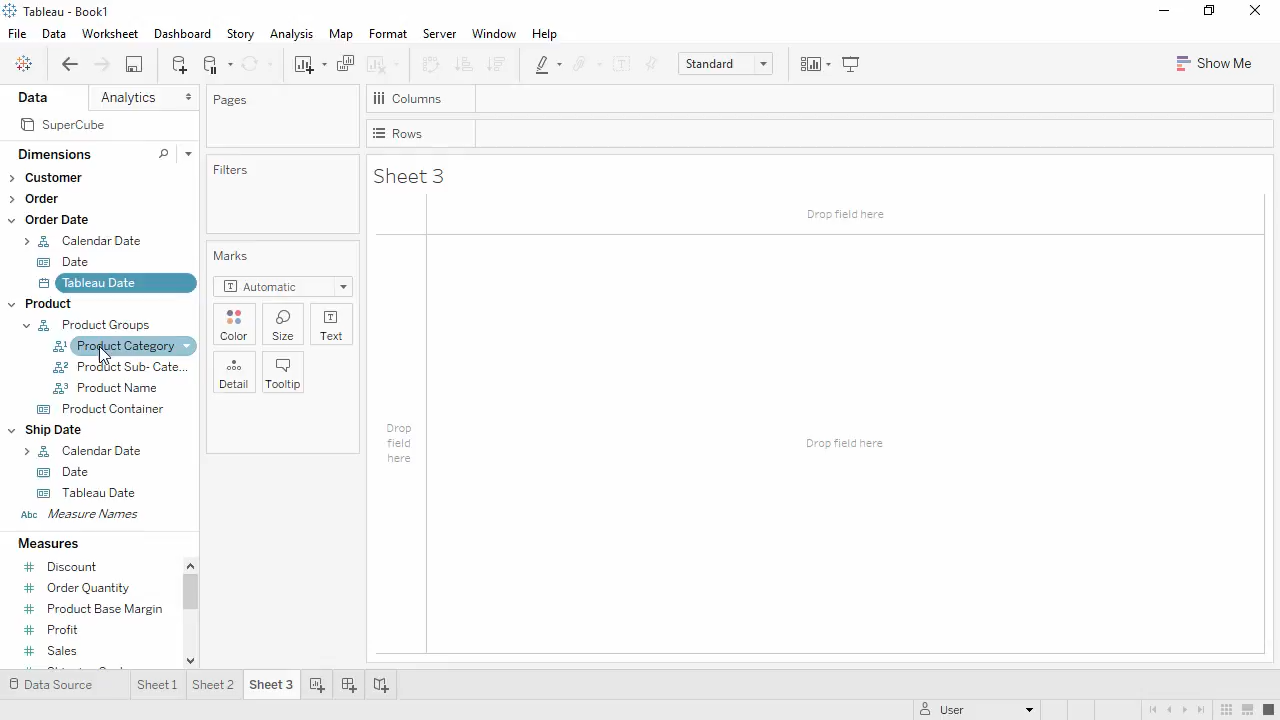 Tableau - Book1
File Data Worksheet Dashboard Story Analysis Map Format Server Window Help
Standard
Show Me
Data Analytics
SuperCube
Dimensions
Customer
Order
Order Date
Calendar Date
Date
Tableau Date
Product
Product Groups
1 Product Category
2 Product Sub- Cate...
3 Product Name
Product Container
Ship Date
Calendar Date
Date
Tableau Date
Abc Measure Names
Measures
Discount
Order Quantity
Product Base Margin
Profit
Sales
Pages
Filters
Marks
T Automatic
Color Size Text
Detail Tooltip
Columns
Rows
Sheet 3
Drop field here
Drop
field
here
Drop field here
Data Source Sheet 1 Sheet 2 Sheet 3
User